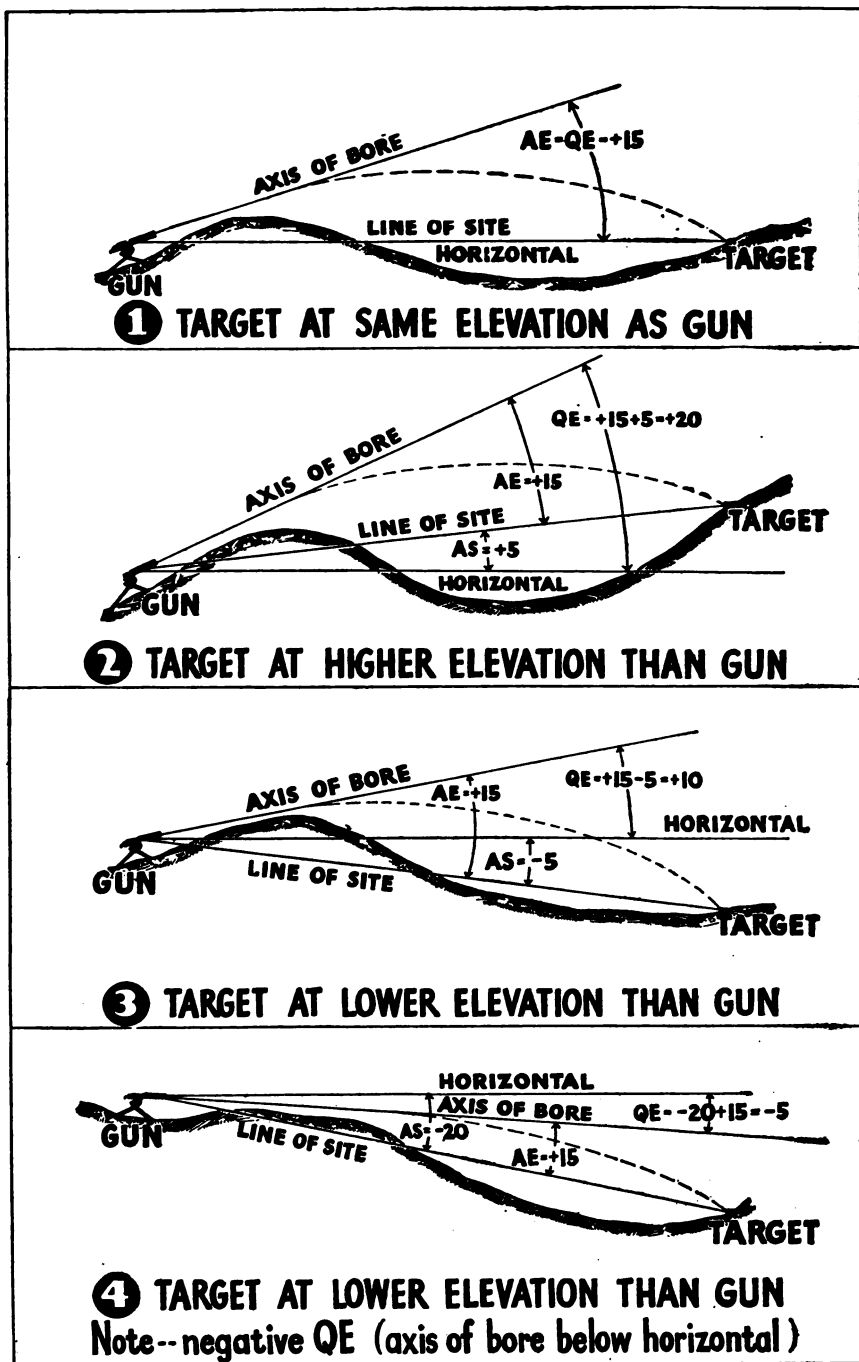 AXIS OF BORE
AE=QE=+15
LINE OF SITE
HORIZONTAL
GUN
TARGET
1 TARGET AT SAME ELEVATION AS GUN
AXIS OF BORE
QE=+15+5=+20
AE=+15
LINE OF SITE
AS=+5
HORIZONTAL
GUN
TARGET
2 TARGET AT HIGHER ELEVATION THAN GUN
AXIS OF BORE
AE=+15
QE=+15-5=+10
HORIZONTAL
AS=-5
GUN
LINE OF SITE
TARGET
3 TARGET AT LOWER ELEVATION THAN GUN
HORIZONTAL
AXIS OF BORE
QE=-20+15=-5
GUN
LINE OF SITE
AS=-20
AE=+15
TARGET
4 TARGET AT LOWER ELEVATION THAN GUN
Note--negative QE (axis of bore below horizontal)